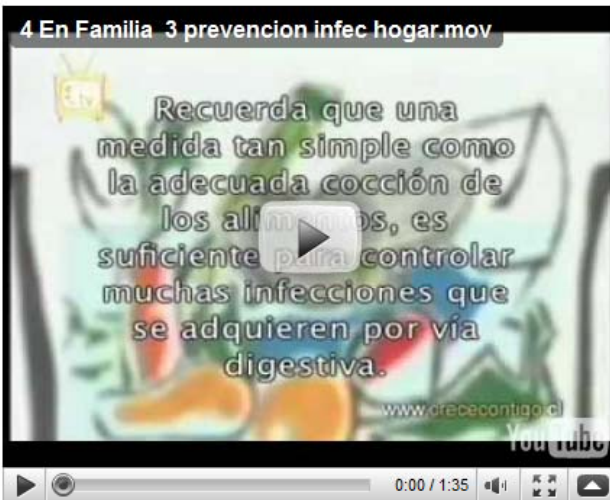 4 En Familia 3 prevencion infec hogar.mov
tv
Recuerda que una
medida tan simple como
la adecuada cocción de
los alimentos, es
suficiente para controlar
muchas infecciones que
se adquieren por vía
digestiva.
www.crececontigo.cl
YouTube
0:00 / 1:35